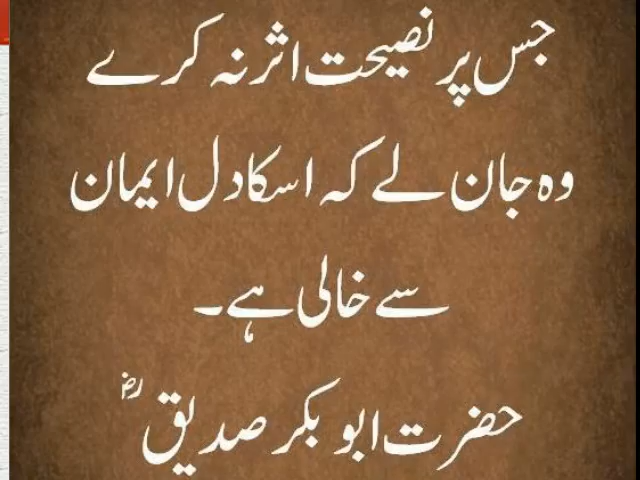 جس پر نصیحت اثر نہ کرے
وہ جان لے کہ اسکا دل ایمان
سے خالی ہے۔
حضرت ابو بکر صدیق رض